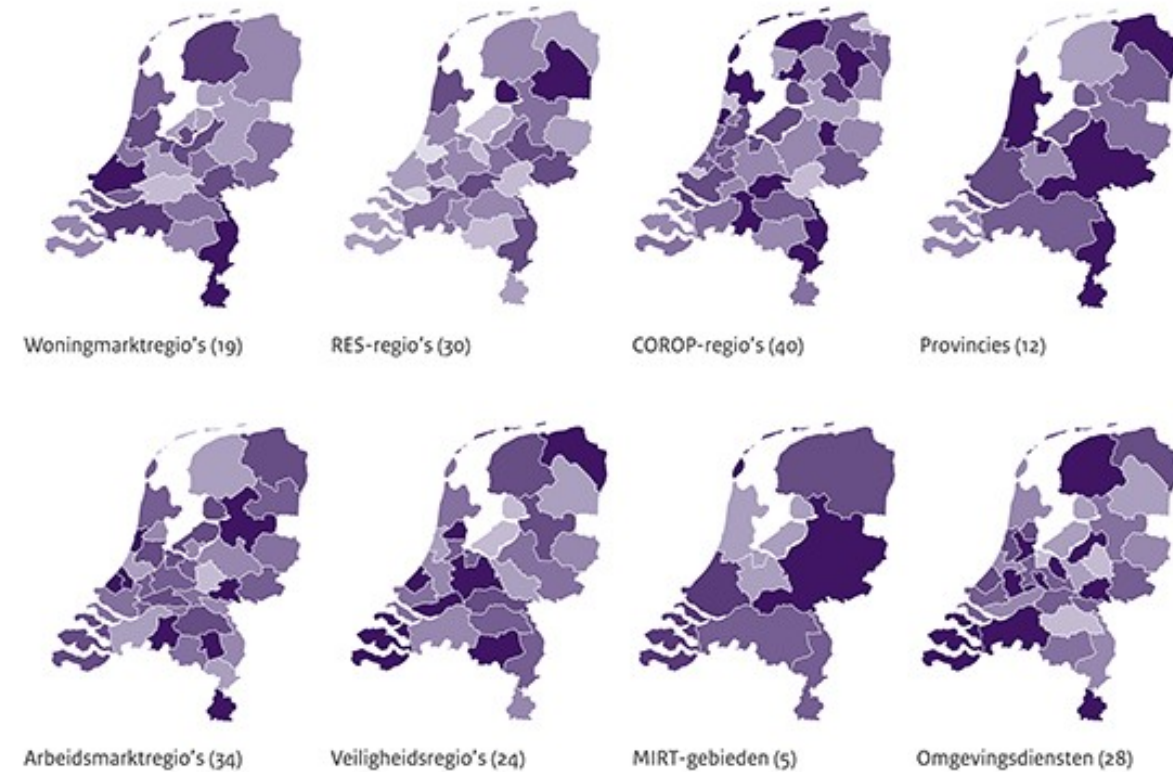 Woningmarktregio's (19)
RES-regio's (30)
COROP-regio's (40)
Provincies (12)
Arbeidsmarktregio's (34)
Veiligheidsregio's (24)
MIRT-gebieden (5)
Omgevingsdiensten (28)